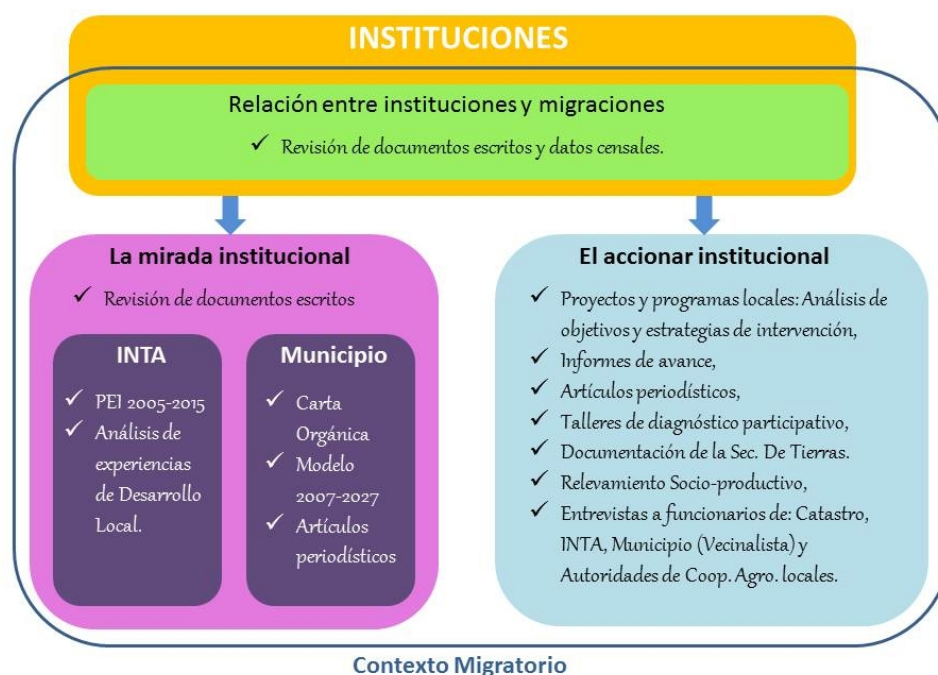 INSTITUCIONES
Relación entre instituciones y migraciones
✓ Revisión de documentos escritos y datos censales.
La mirada institucional
✓ Revisión de documentos escritos
INTA
✓ PEI 2005-2015
✓ Análisis de
experiencias
de Desarrollo
Local.
Municipio
✓ Carta
Orgánica
✓ Modelo
2007-2027
✓ Artículos
periodísticos
El accionar institucional
✓ Proyectos y programas locales: Análisis de
objetivos y estrategias de intervención,
✓ Informes de avance,
✓ Artículos periodísticos,
✓ Talleres de diagnóstico participativo,
✓ Documentación de la Sec. De Tierras.
✓ Relevamiento Socio-productivo,
✓ Entrevistas a funcionarios de: Catastro,
INTA, Municipio (Vecinalista) y
Autoridades de Coop. Agro. locales.
Contexto Migratorio